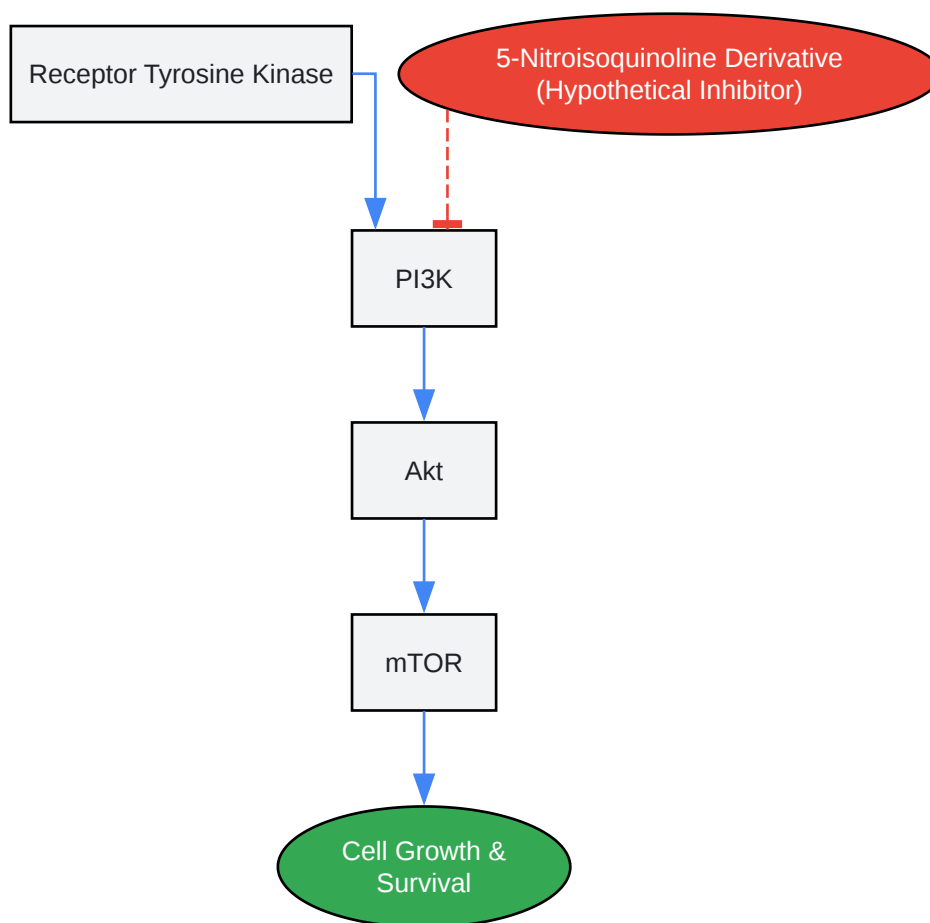 Receptor Tyrosine Kinase
5-Nitroisoquinoline Derivative
(Hypothetical Inhibitor)
PI3K
Akt
mTOR
Cell Growth &
Survival